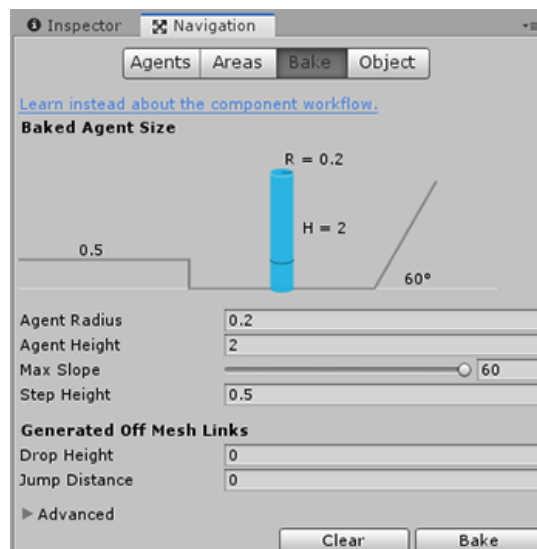 Inspector Navigation
Agents Areas Bake Object
Learn instead about the component workflow.
Baked Agent Size
R = 0.2
H = 2
0.5
60°
Agent Radius 0.2
Agent Height 2
Max Slope 60
Step Height 0.5
Generated Off Mesh Links
Drop Height 0
Jump Distance 0
Advanced
Clear Bake